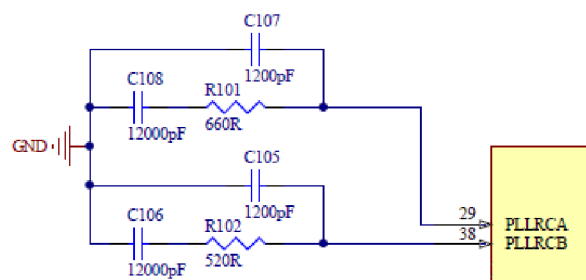 C107
1200pF
C108
12000pF
R101
660R
GND
C105
1200pF
C106
12000pF
R102
520R
29
PLLRCA
38
PLLRCB